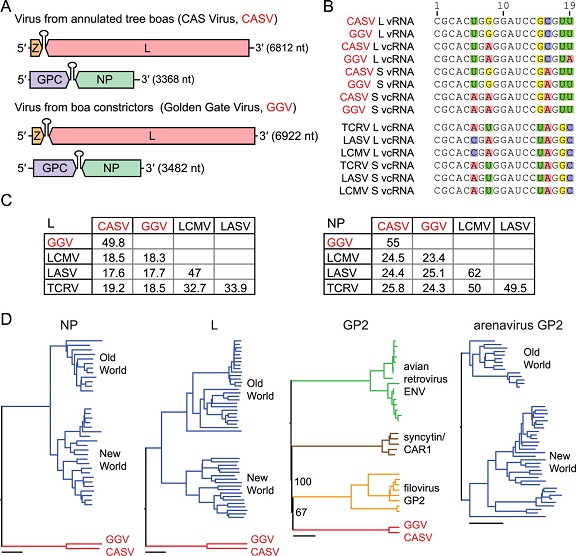 A
Virus from annulated tree boas (CAS Virus, CASV)
5′ Z L 3′ (6812 nt)
5′ GPC NP 3′ (3368 nt)
Virus from boa constrictors (Golden Gate Virus, GGV)
5′ Z L 3′ (6922 nt)
5′ GPC NP 3′ (3482 nt)
B
1 10 19
CASV L vRNA CGCACUGGGGAUCCGCGUU
GGV L vRNA CGCACUGGGGAUCCGCGUU
CASV L vcRNA CGCACUGAGGAUCCGCGUU
GGV L vcRNA CGCACUGAGGAUCCGCGUA
CASV S vRNA CGCACUGGGGAUCCGAGUU
GGV S vRNA CGCACUGGGGAUCCGAGUU
CASV S vcRNA CGCACAGAGGAUCCGAGUU
GGV S vcRNA CGCACAGAGGAUCCGAGUU
TCRV L vcRNA CGCACAGUGGAUCCUAGGC
LASV L vcRNA CGCACCGAGGAUCCUAGGC
LCMV L vcRNA CGCACCGUGGAUCCUAGGC
TCRV S vcRNA CGCACAGUGGAUCCUAGGC
LASV S vcRNA CGCACAGUGGAUCCUAGGC
LCMV S vcRNA CGCACAGUGGAUCCUAGGC
C
L CASV GGV LCMV LASV
GGV 49.8
LCMV 18.5 18.3
LASV 17.6 17.7 47
TCRV 19.2 18.5 32.7 33.9
NP CASV GGV LCMV LASV
GGV 55
LCMV 24.5 23.4
LASV 24.4 25.1 62
TCRV 25.8 24.3 50 49.5
D
NP
Old
World
New
World
GGV
CASV
L
Old
World
New
World
GGV
CASV
GP2
avian
retrovirus
ENV
syncytin/
CAR1
100
filovirus
GP2
67
GGV
CASV
arenavirus GP2
Old
World
New
World